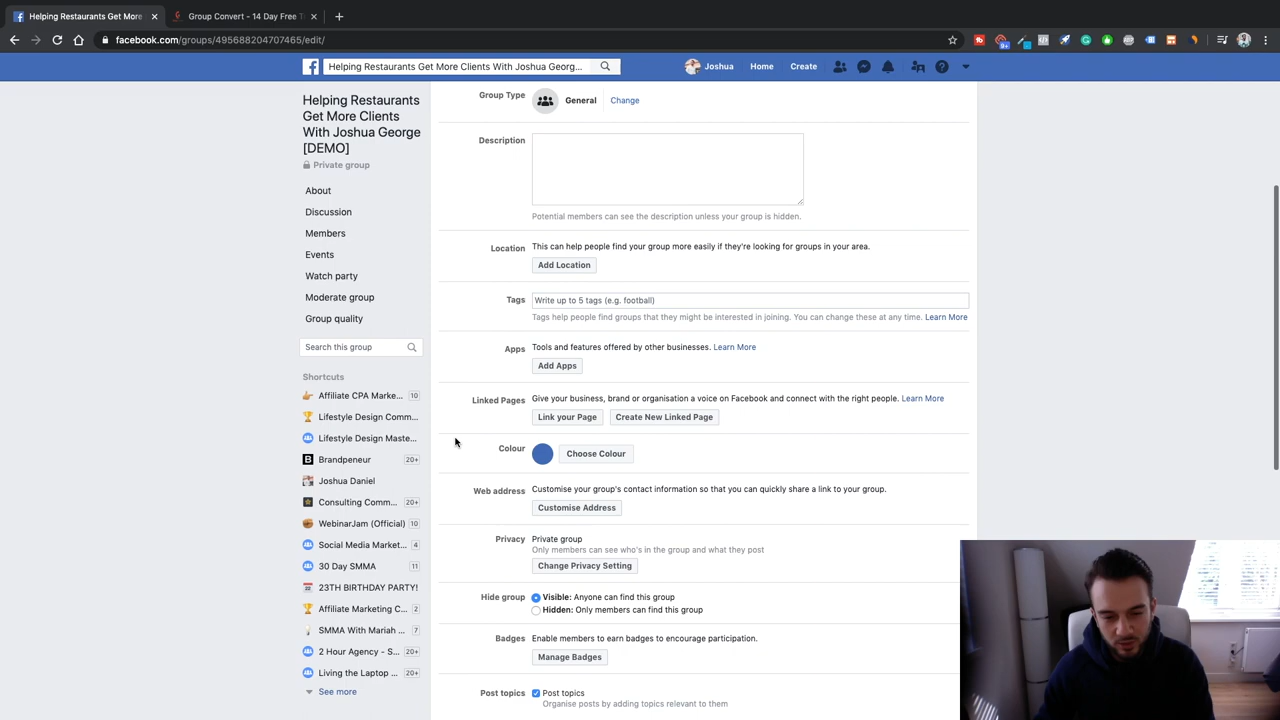 Helping Restaurants Get More
Group Convert - 14 Day Free T
facebook.com/groups/495688204707465/edit/
Helping Restaurants Get More Clients With Joshua Georg...
Joshua
Home
Create
Helping Restaurants
Get More Clients
With Joshua George
[DEMO]
Private group
About
Discussion
Members
Events
Watch party
Moderate group
Group quality
Search this group
Shortcuts
Affiliate CPA Marke... 10
Lifestyle Design Comm...
Lifestyle Design Maste...
Brandpeneur 20+
Joshua Daniel
Consulting Comm... 20+
WebinarJam (Official) 10
Social Media Market... 4
30 Day SMMA 11
23TH BIRTHDAY PARTY!
Affiliate Marketing C... 2
SMMA With Mariah ... 7
2 Hour Agency - S... 20+
Living the Laptop ... 20+
See more
Group Type General Change
Description
Potential members can see the description unless your group is hidden.
Location This can help people find your group more easily if they're looking for groups in your area.
Add Location
Tags Write up to 5 tags (e.g. football)
Tags help people find groups that they might be interested in joining. You can change these at any time. Learn More
Apps Tools and features offered by other businesses. Learn More
Add Apps
Linked Pages Give your business, brand or organisation a voice on Facebook and connect with the right people. Learn More
Link your Page Create New Linked Page
Colour Choose Colour
Web address Customise your group's contact information so that you can quickly share a link to your group.
Customise Address
Privacy Private group
Only members can see who's in the group and what they post
Change Privacy Setting
Hide group Visible: Anyone can find this group
Hidden: Only members can find this group
Badges Enable members to earn badges to encourage participation.
Manage Badges
Post topics Post topics
Organise posts by adding topics relevant to them